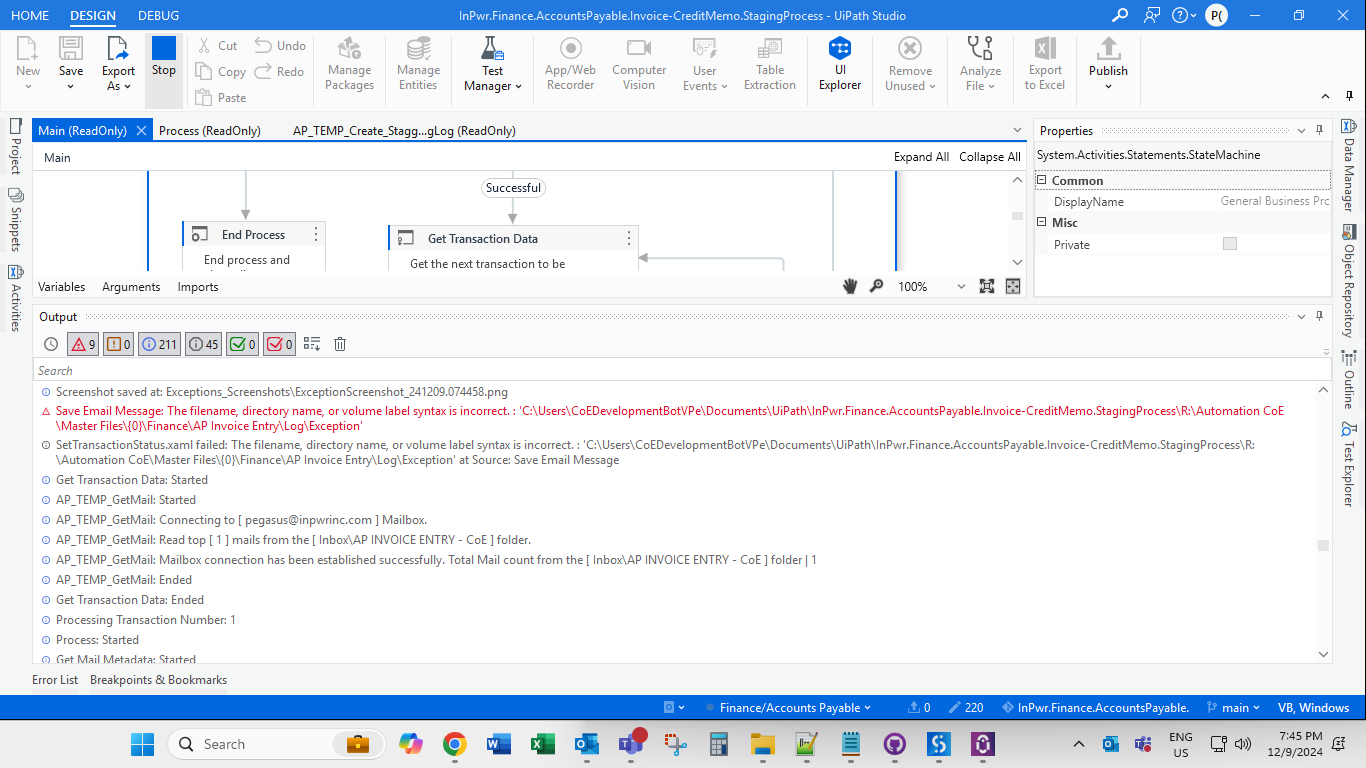 HOME DESIGN DEBUG
InPwr.Finance.AccountsPayable.Invoice-CreditMemo.StagingProcess - UiPath Studio
P(
New
Save
Export As
Stop
Cut
Copy
Paste
Undo
Redo
Manage Packages
Manage Entities
Test Manager
App/Web Recorder
Computer Vision
User Events
Table Extraction
UI Explorer
Remove Unused
Analyze File
Export to Excel
Publish
Project
Snippets
Activities
Main (ReadOnly) Process (ReadOnly) AP_TEMP_Create_Stagg...gLog (ReadOnly)
Main Expand All Collapse All
Successful
End Process
End process and
Get Transaction Data
Get the next transaction to be
Variables Arguments Imports 100%
Properties
System.Activities.Statements.StateMachine
Common
DisplayName General Business Prc
Misc
Private
Data Manager
Object Repository
Outline
Test Explorer
Output
9 0 211 45 0 0
Search
Screenshot saved at: Exceptions_Screenshots\ExceptionScreenshot_241209.074458.png
Save Email Message: The filename, directory name, or volume label syntax is incorrect. : 'C:\Users\CoEDevelopmentBotVPe\Documents\UiPath\InPwr.Finance.AccountsPayable.Invoice-CreditMemo.StagingProcess\R:\Automation CoE
\Master Files\{0}\Finance\AP Invoice Entry\Log\Exception'
SetTransactionStatus.xaml failed: The filename, directory name, or volume label syntax is incorrect. : 'C:\Users\CoEDevelopmentBotVPe\Documents\UiPath\InPwr.Finance.AccountsPayable.Invoice-CreditMemo.StagingProcess\R:
\Automation CoE\Master Files\{0}\Finance\AP Invoice Entry\Log\Exception' at Source: Save Email Message
Get Transaction Data: Started
AP_TEMP_GetMail: Started
AP_TEMP_GetMail: Connecting to [ pegasus@inpwrinc.com ] Mailbox.
AP_TEMP_GetMail: Read top [ 1 ] mails from the [ Inbox\AP INVOICE ENTRY - CoE ] folder.
AP_TEMP_GetMail: Mailbox connection has been established successfully. Total Mail count from the [ Inbox\AP INVOICE ENTRY - CoE ] folder | 1
AP_TEMP_GetMail: Ended
Get Transaction Data: Ended
Processing Transaction Number: 1
Process: Started
Get Mail Metadata: Started
Error List Breakpoints & Bookmarks
Finance/Accounts Payable 0 220 InPwr.Finance.AccountsPayable. main VB, Windows
Search
ENG
US
7:45 PM
12/9/2024